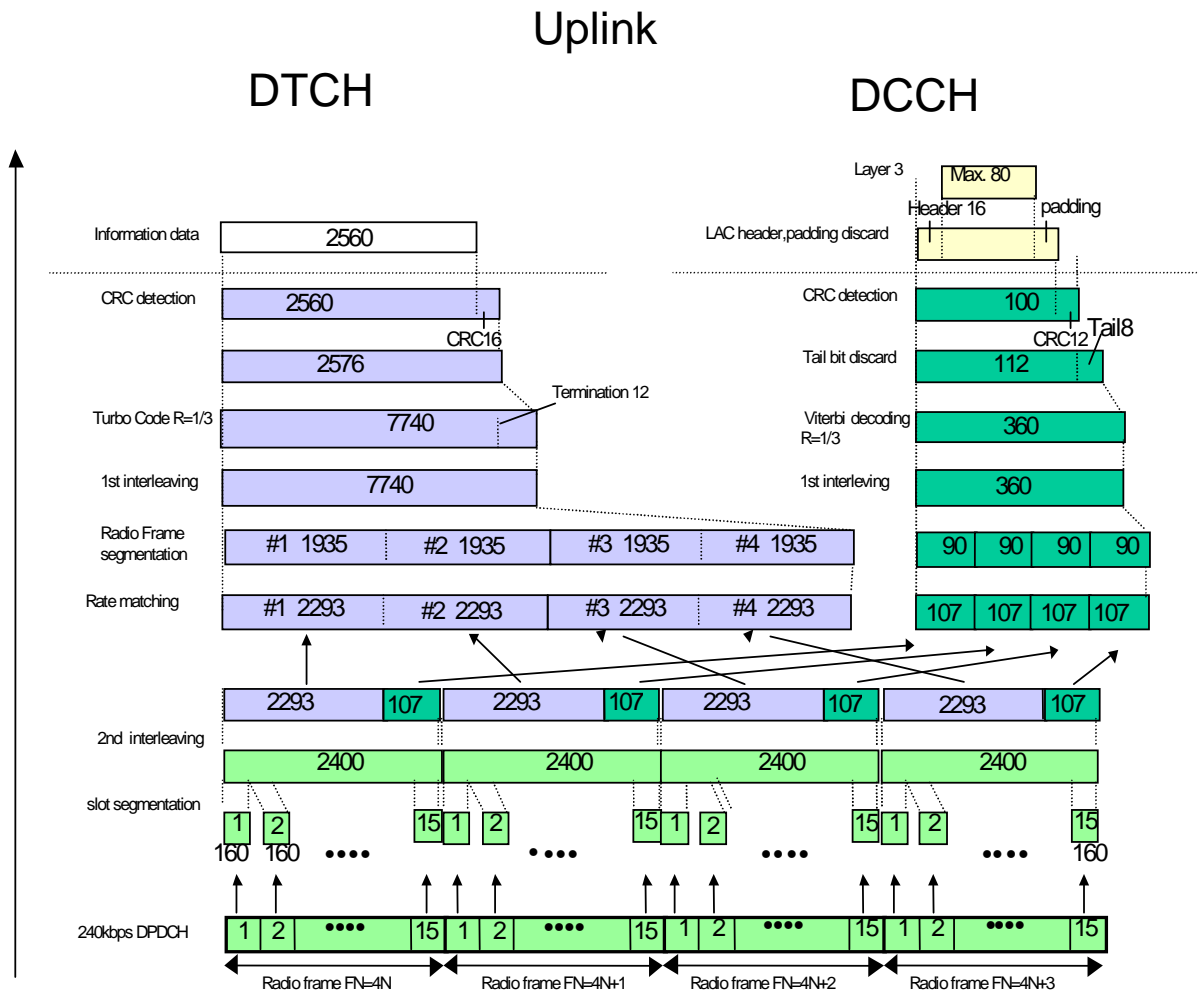 Uplink
DTCH
DCCH
Layer 3
Max. 80
Header 16
padding
Information data
2560
LAC header,padding discard
CRC detection
2560
CRC detection
100
CRC16
CRC12
Tail8
2576
Tail bit discard
112
Termination 12
Turbo Code R=1/3
7740
Viterbi decoding
R=1/3
360
1st interleaving
7740
1st interleving
360
Radio Frame
segmentation
#1 1935
#2 1935
#3 1935
#4 1935
90
90
90
90
Rate matching
#1 2293
#2 2293
#3 2293
#4 2293
107
107
107
107
2293
107
2293
107
2293
107
2293
107
2nd interleaving
2400
2400
2400
2400
slot segmentation
1
2
15
1
2
15
1
2
15
1
2
15
160
160
160
240kbps DPDCH
1
2
15
1
2
15
1
2
15
1
2
15
Radio frame FN=4N
Radio frame FN=4N+1
Radio frame FN=4N+2
Radio frame FN=4N+3